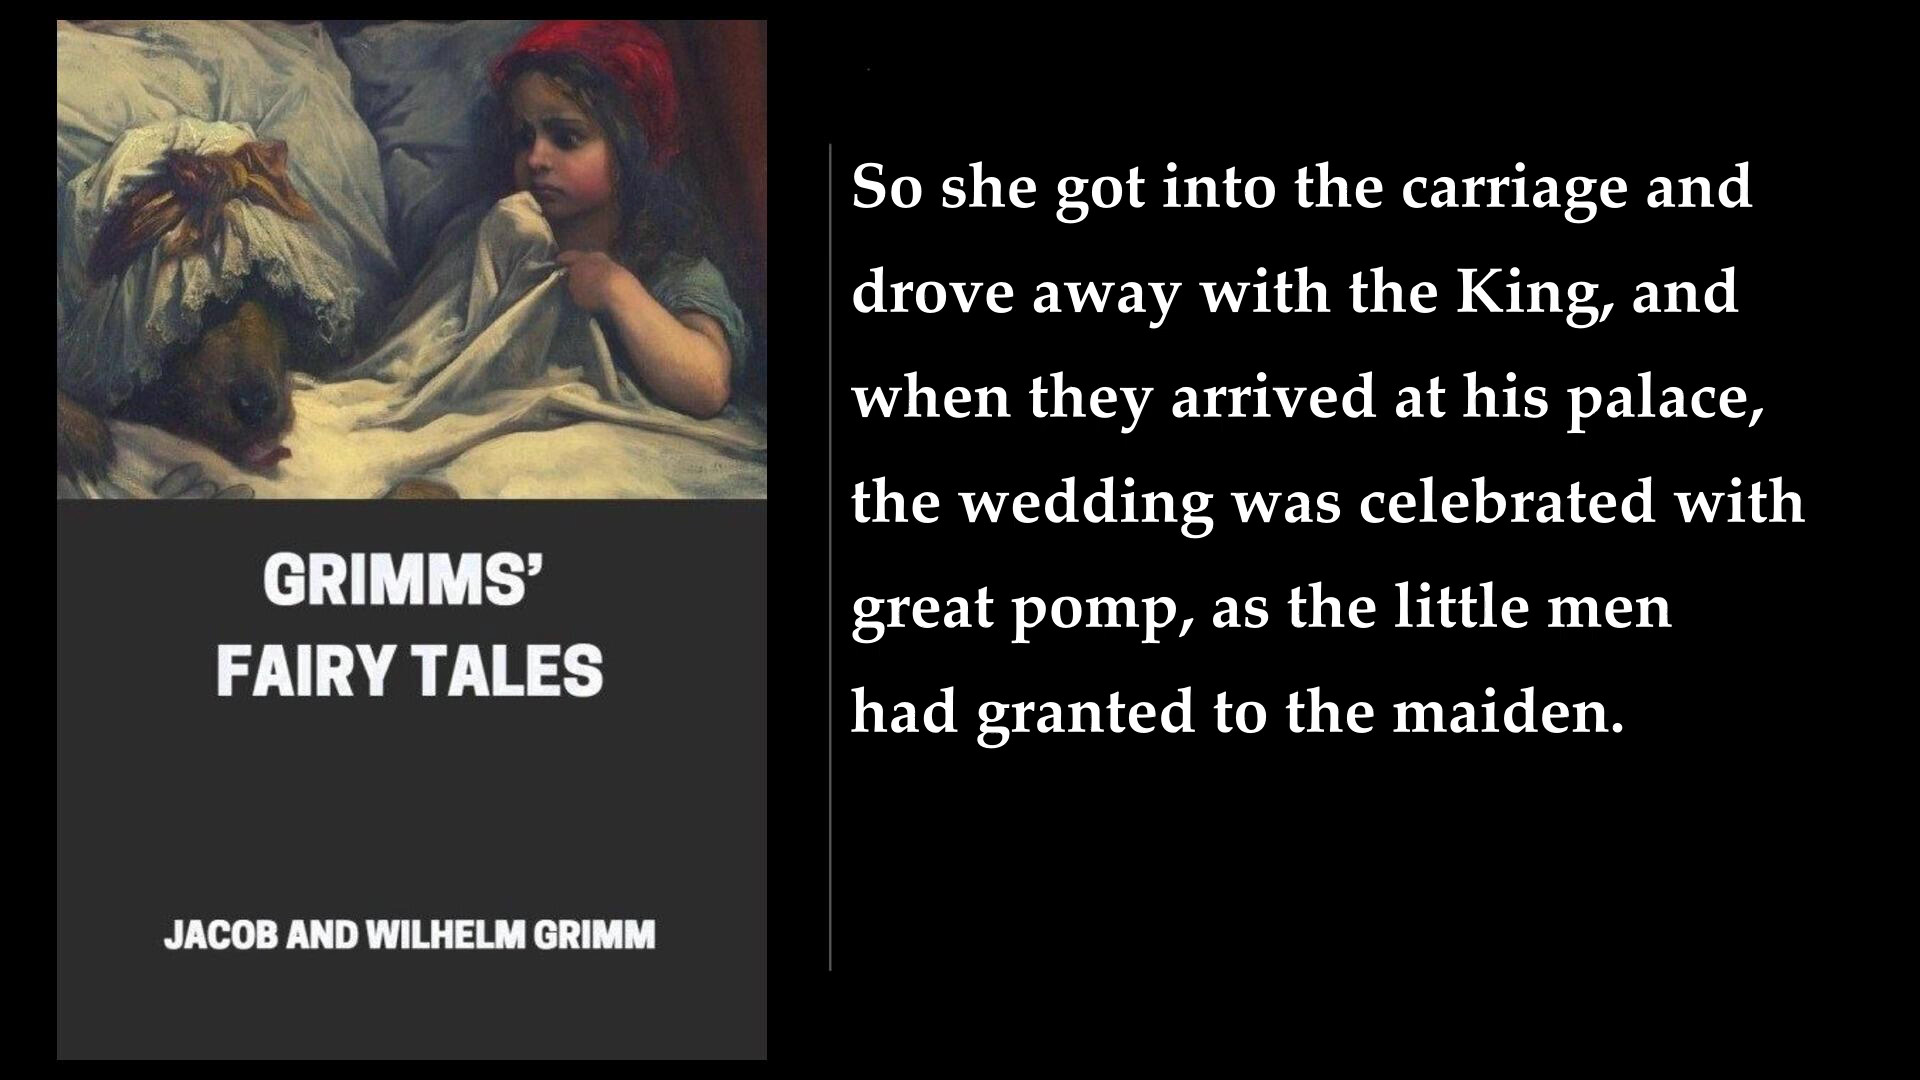 GRIMMS’
FAIRY TALES
JACOB AND WILHELM GRIMM
So she got into the carriage and
drove away with the King, and
when they arrived at his palace,
the wedding was celebrated with
great pomp, as the little men
had granted to the maiden.